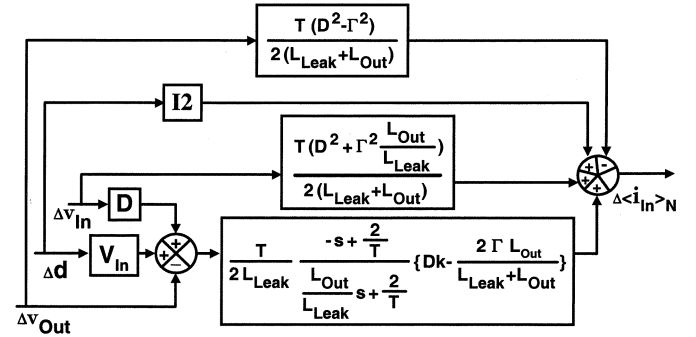 T (D²-Γ²)
2 (L_Leak+L_Out)
I2
T(D²+Γ² L_Out/L_Leak)
2(L_Leak+L_Out)
Δv_In
D
Δd
V_In
Δv_Out
+
+
−
T/(2 L_Leak) (-s+2/T)/((L_Out/L_Leak)s+2/T) {Dk- (2 Γ L_Out)/(L_Leak+L_Out)}
+
-
+
+
+
Δ<i_In>_N